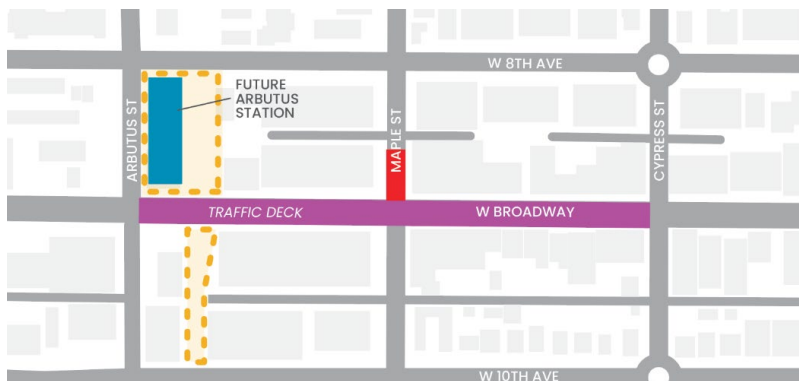 W 8TH AVE
FUTURE
ARBUTUS
STATION
ARBUTUS ST
MAPLE ST
CYPRESS ST
TRAFFIC DECK
W BROADWAY
W 10TH AVE